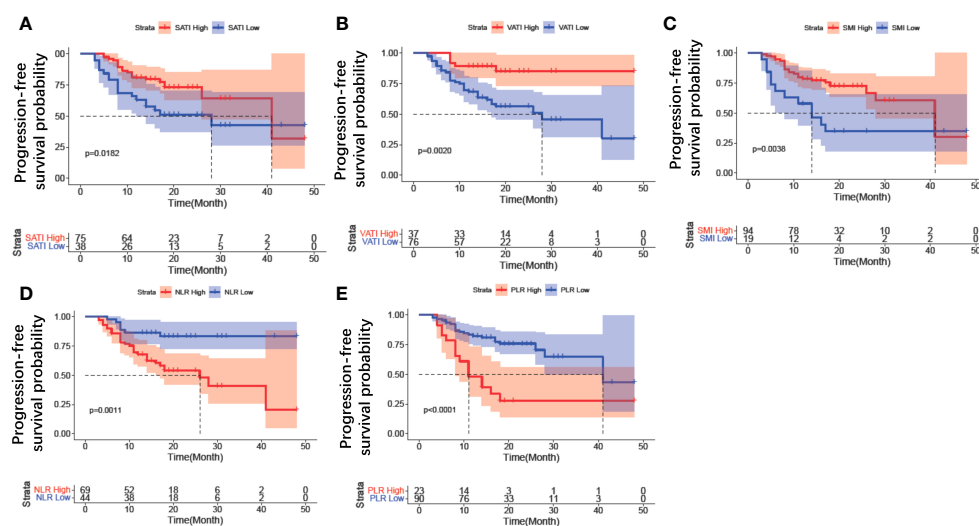 A
Strata SATI High SATI Low
Progression-free
survival probability
00
75
50
00
00
p=0.0182
0 10 20 30 40 50
Time(Month)
Strata
SATI High 75 64 23 7 2 0
SATI Low 38 26 13 5 2 0
0 10 20 30 40 50
Time(Month)
B
Strata VATI High VATI Low
Progression-free
survival probability
1.00
0.75
0.50
0.25
0.00
p=0.0020
0 10 20 30 40 50
Time(Month)
Strata
VATI High 37 33 14 4 1 0
VATI Low 76 57 22 8 3 0
0 10 20 30 40 50
Time(Month)
C
Strata SMI High SMI Low
Progression-free
survival probability
1.00
0.75
0.50
0.25
0.00
p=0.0038
0 10 20 30 40 50
Time(Month)
Strata
SMI High 94 78 32 10 2 0
SMI Low 19 12 4 2 2 0
0 10 20 30 40 50
Time(Month)
D
Strata NLR High NLR Low
Progression-free
survival probability
1.00
0.75
0.50
0.25
0.00
p=0.0011
0 10 20 30 40 50
Time(Month)
Strata
NLR High 69 52 18 6 2 0
NLR Low 44 38 18 6 2 0
0 10 20 30 40 50
Time(Month)
E
Strata PLR High PLR Low
Progression-free
survival probability
1.00
0.75
0.50
0.25
0.00
p<0.0001
0 10 20 30 40 50
Time(Month)
Strata
PLR High 23 14 3 1 1 0
PLR Low 90 76 33 11 3 0
0 10 20 30 40 50
Time(Month)